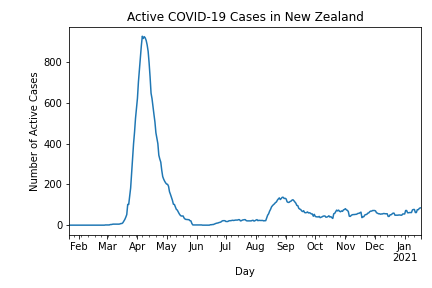 Active COVID-19 Cases in New Zealand
Number of Active Cases
800
600
400
200
0
Feb Mar Apr May Jun Jul Aug Sep Oct Nov Dec Jan
2021
Day